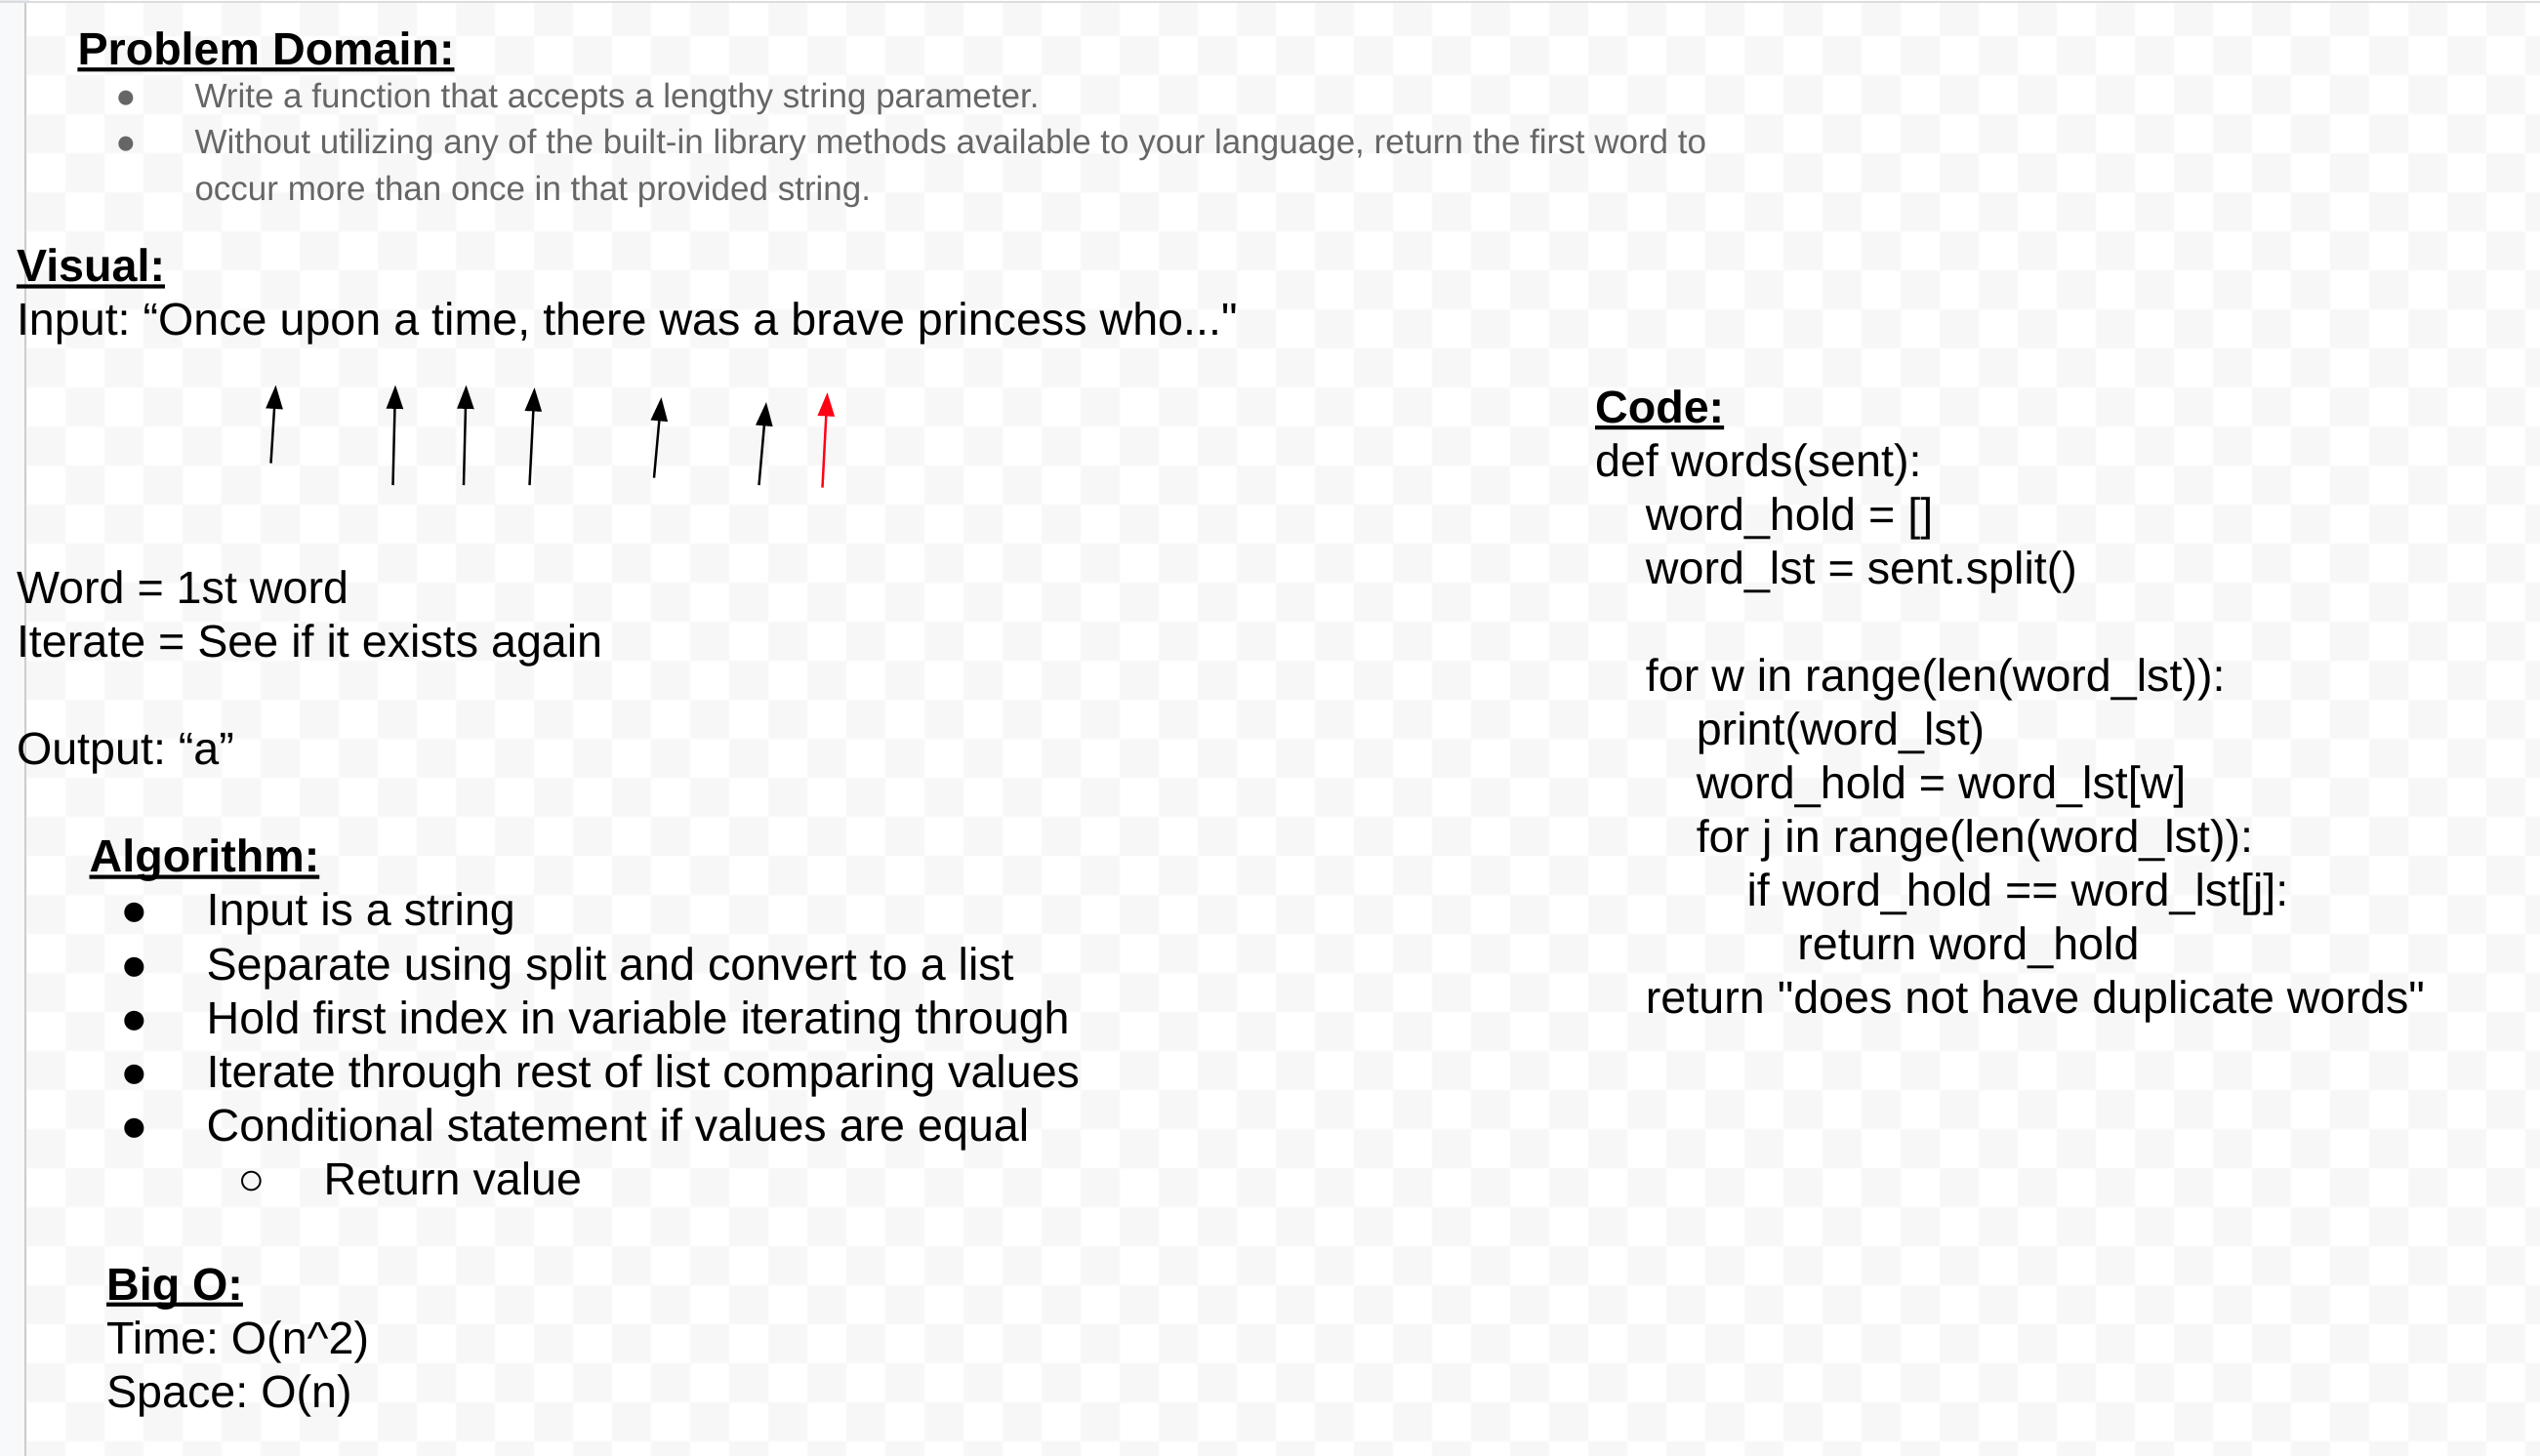 Problem Domain:
● Write a function that accepts a lengthy string parameter.
● Without utilizing any of the built-in library methods available to your language, return the first word to
occur more than once in that provided string.
Visual:
Input: “Once upon a time, there was a brave princess who..."
Word = 1st word
Iterate = See if it exists again
Output: “a”
Algorithm:
● Input is a string
● Separate using split and convert to a list
● Hold first index in variable iterating through
● Iterate through rest of list comparing values
● Conditional statement if values are equal
○ Return value
Big O:
Time: O(n^2)
Space: O(n)
Code:
def words(sent):
    word_hold = []
    word_lst = sent.split()
    for w in range(len(word_lst)):
        print(word_lst)
        word_hold = word_lst[w]
        for j in range(len(word_lst)):
            if word_hold == word_lst[j]:
                return word_hold
    return "does not have duplicate words"